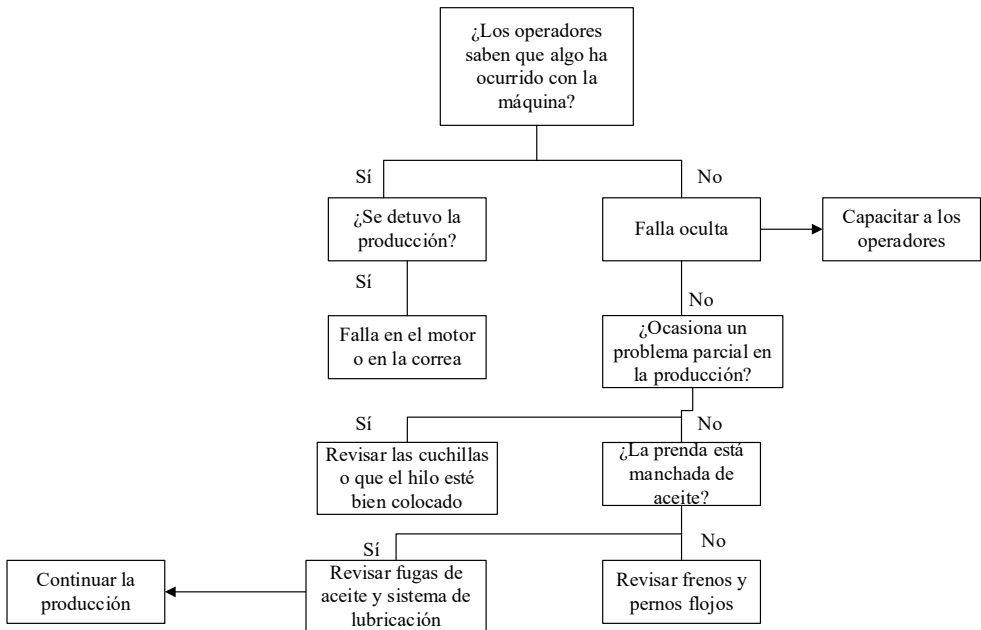 ¿Los operadores
saben que algo ha
ocurrido con la
máquina?
Sí
No
¿Se detuvo la
producción?
Falla oculta
Capacitar a los
operadores
Sí
No
Falla en el motor
o en la correa
¿Ocasiona un
problema parcial en
la producción?
Sí
No
Revisar las cuchillas
o que el hilo esté
bien colocado
¿La prenda está
manchada de
aceite?
Sí
No
Continuar la
producción
Revisar fugas de
aceite y sistema de
lubricación
Revisar frenos y
pernos flojos